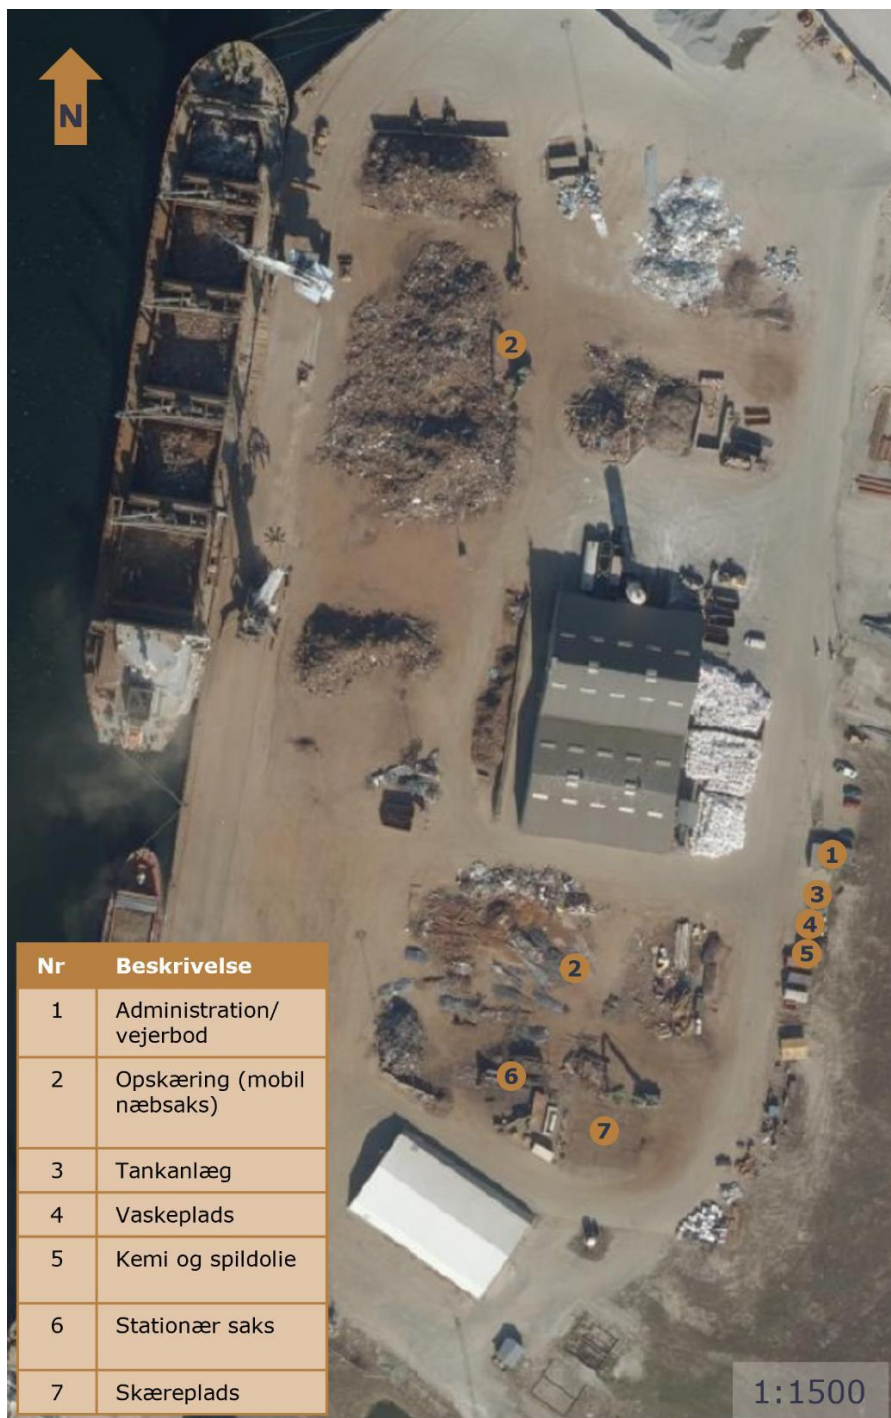 N
2
1
3
4
5
2
6
7
Nr Beskrivelse
1 Administration/
vejerbod
2 Opskæring (mobil
næbsaks)
3 Tankanlæg
4 Vaskeplads
5 Kemi og spildolie
6 Stationær saks
7 Skæreplads
1:1500